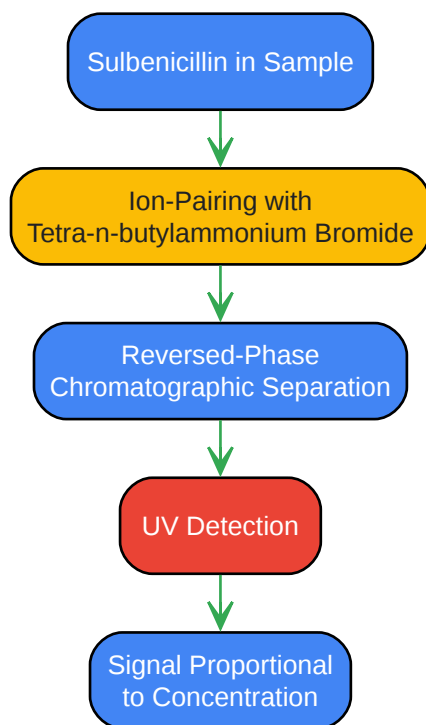 Sulbenicillin in Sample
Ion-Pairing with
Tetra-n-butylammonium Bromide
Reversed-Phase
Chromatographic Separation
UV Detection
Signal Proportional
to Concentration